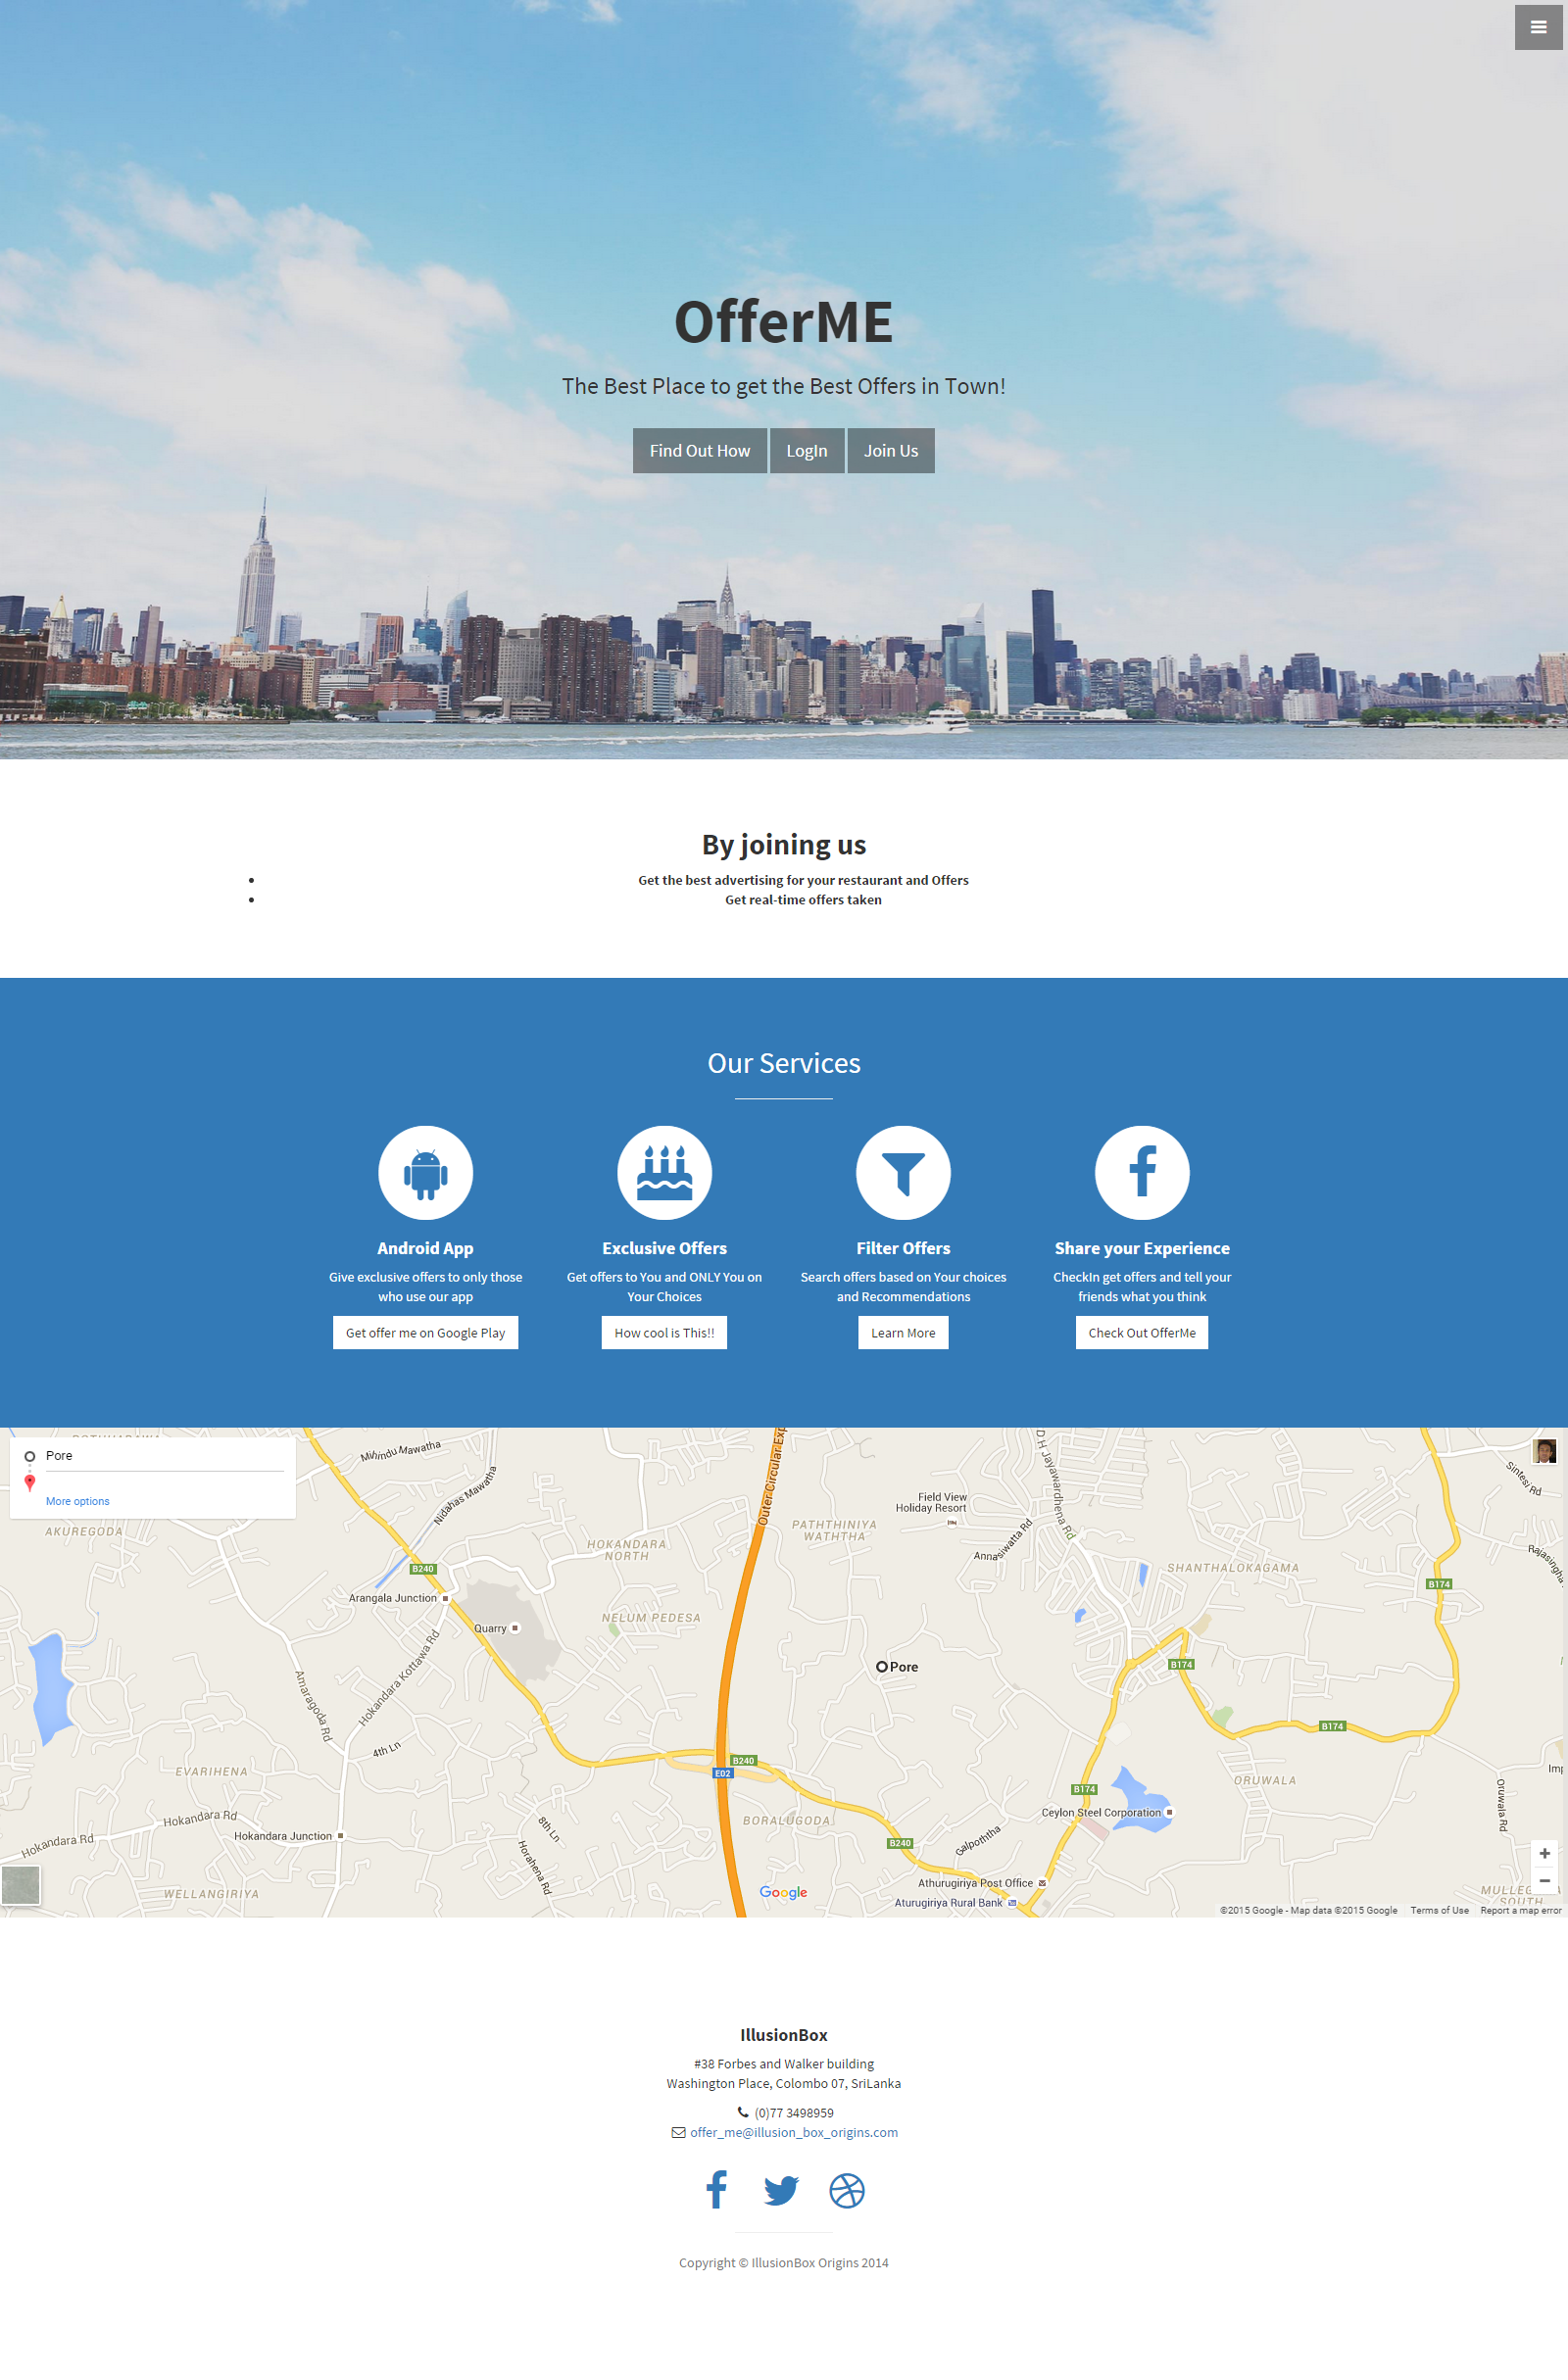 OfferME
The Best Place to get the Best Offers in Town!
Find Out How
LogIn
Join Us
By joining us
Get the best advertising for your restaurant and Offers
Get real-time offers taken
Our Services
Android App
Give exclusive offers to only those
who use our app
Get offer me on Google Play
Exclusive Offers
Get offers to You and ONLY You on
Your Choices
How cool is This!!
Filter Offers
Search offers based on Your choices
and Recommendations
Learn More
Share your Experience
CheckIn get offers and tell your
friends what you think
Check Out OfferMe
Pore
More options
AKUREGODA
Mihindu Mawatha
Nidahas Mawatha
Outer Circular Exp
D H Jayawardhena Rd
Sintesi Rd
Field View
Holiday Resort
PATHTHINIYA
WATHTHA
HOKANDARA
NORTH
Annasiwatta Rd
SHANTHALOKAGAMA
Rajasingha
B240
B174
Arangala Junction
Quarry
NELUM PEDESA
Amaragoda Rd
Hokandara Kottawa Rd
Pore
B174
B174
4th Ln
B240
E02
EVARIHENA
ORUWALA
Imp
B174
Oruwala Rd
Ceylon Steel Corporation
Hokandara Rd
Hokandara Rd
Hokandara Junction
8th Ln
Horahena Rd
BORALUGODA
B240
Galpoththa
WELLANGIRIYA
Google
Athurugiriya Post Office
Aturugiriya Rural Bank
MULLEG
SOUTH
©2015 Google - Map data ©2015 Google
Terms of Use
Report a map error
IllusionBox
#38 Forbes and Walker building
Washington Place, Colombo 07, SriLanka
(0)77 3498959
offer_me@illusion_box_origins.com
Copyright © IllusionBox Origins 2014